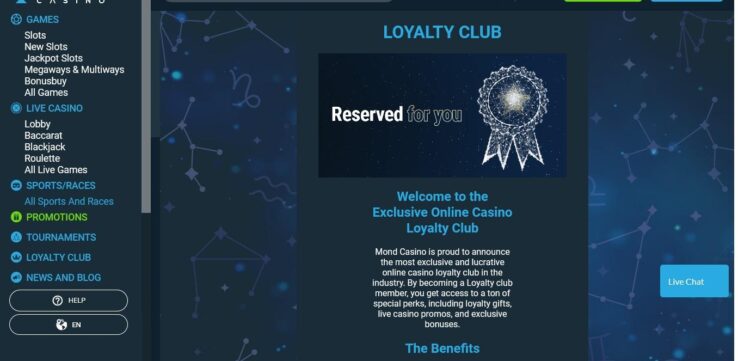 CASINO
GAMES
Slots
New Slots
Jackpot Slots
Megaways & Multiways
Bonusbuy
All Games
LIVE CASINO
Lobby
Baccarat
Blackjack
Roulette
All Live Games
SPORTS/RACES
All Sports And Races
PROMOTIONS
TOURNAMENTS
LOYALTY CLUB
NEWS AND BLOG
HELP
EN
LOYALTY CLUB
Reserved for you
Welcome to the
Exclusive Online Casino
Loyalty Club
Mond Casino is proud to announce
the most exclusive and lucrative
online casino loyalty club in the
industry. By becoming a Loyalty club
member, you get access to a ton of
special perks, including loyalty gifts,
live casino promos, and exclusive
bonuses.
The Benefits
Live Chat